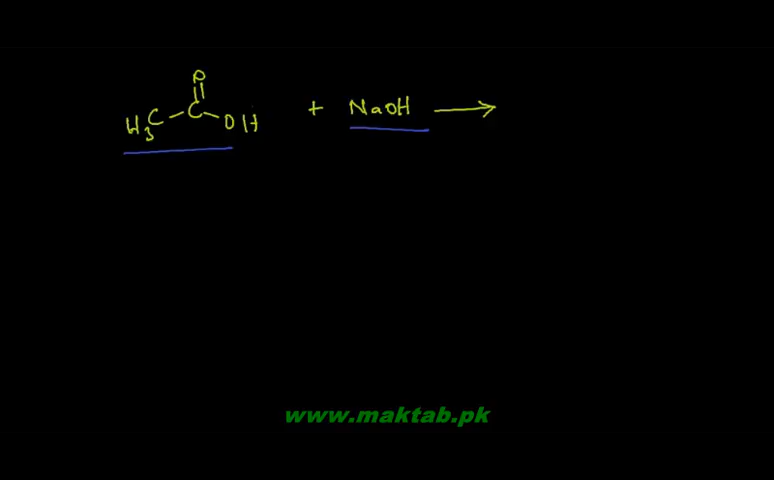 O
H3C - C - OH + NaOH →
www.maktab.pk